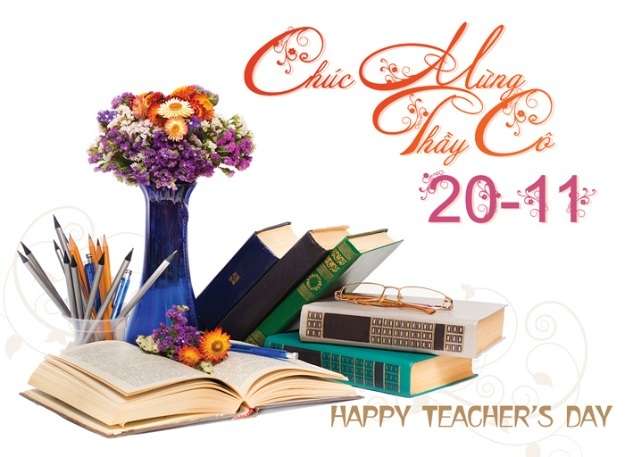 Chúc Mừng
Thầy Cô
20-11
HAPPY TEACHER'S DAY